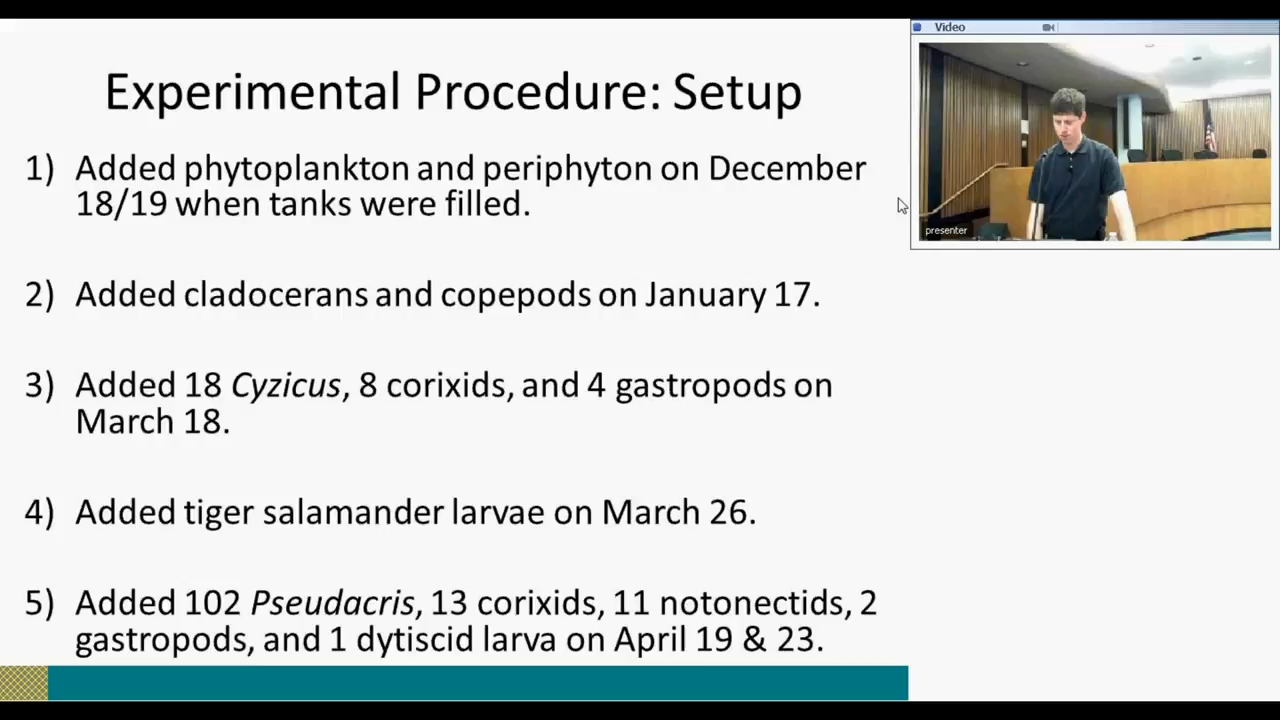 Experimental Procedure: Setup
1) Added phytoplankton and periphyton on December
18/19 when tanks were filled.
2) Added cladocerans and copepods on January 17.
3) Added 18 Cyzicus, 8 corixids, and 4 gastropods on
March 18.
4) Added tiger salamander larvae on March 26.
5) Added 102 Pseudacris, 13 corixids, 11 notonectids, 2
gastropods, and 1 dytiscid larva on April 19 & 23.
Video
presenter